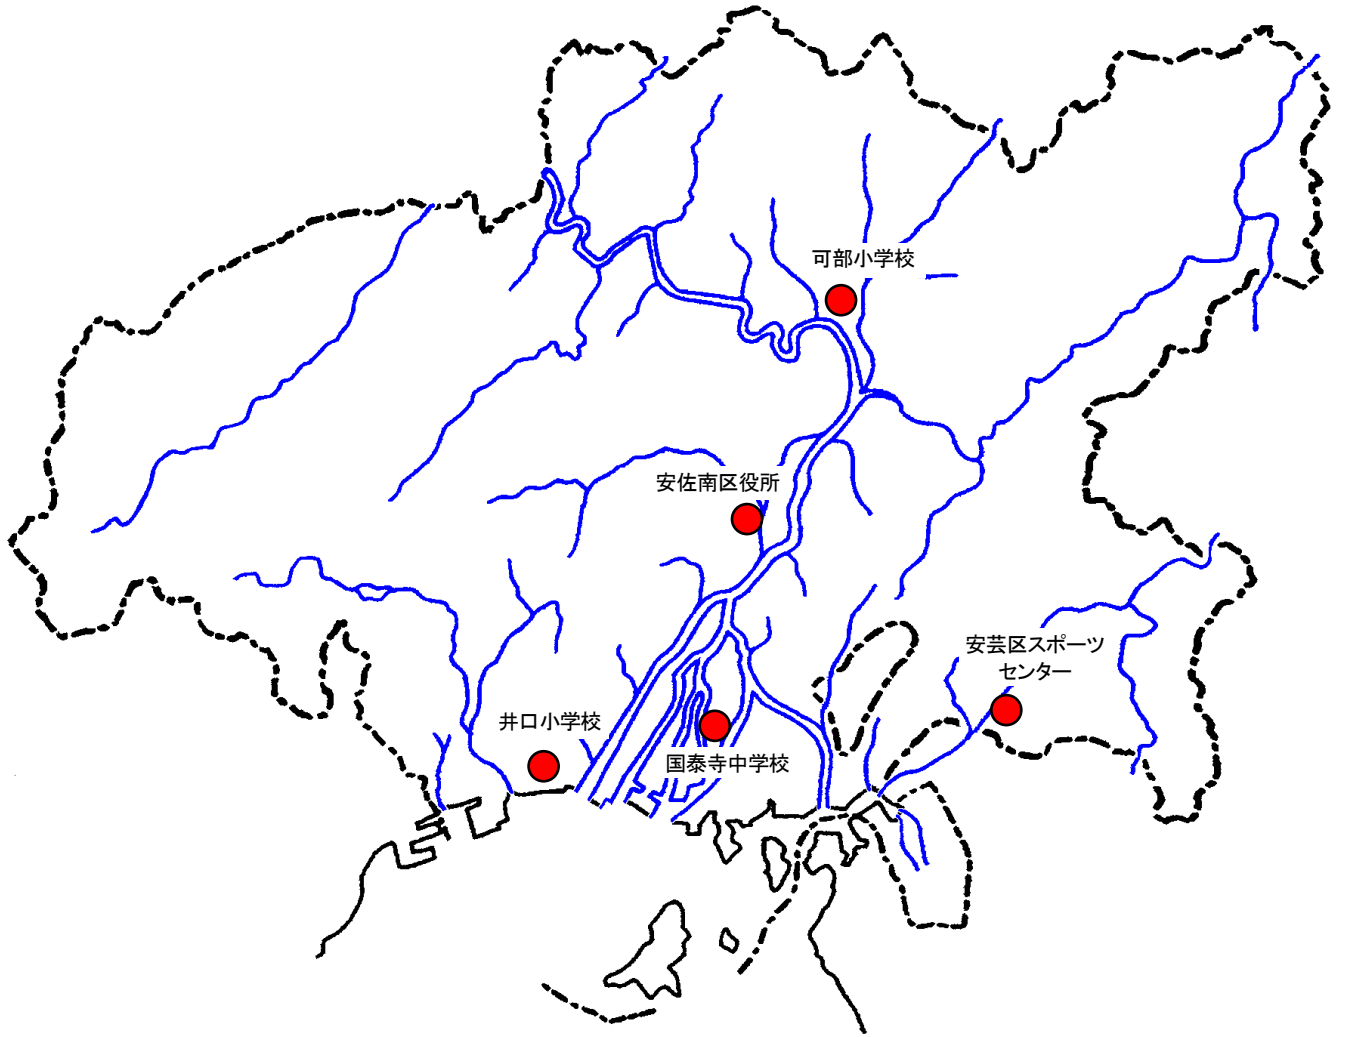 可部小学校
安佐南区役所
安芸区スポーツ
センター
井口小学校
国泰寺中学校